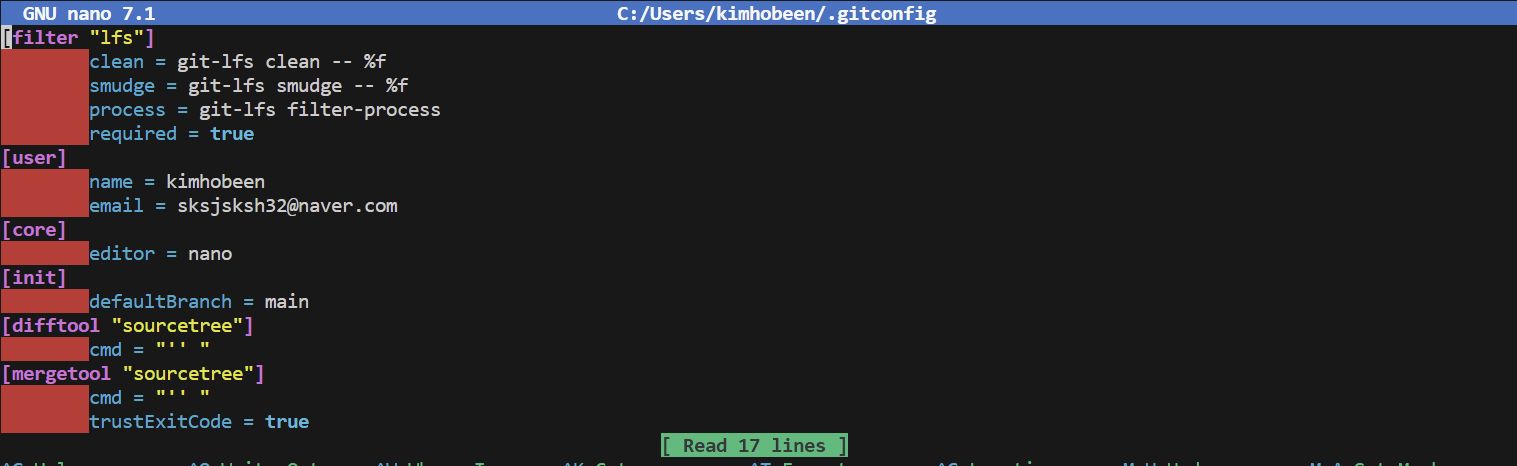 GNU nano 7.1 C:/Users/kimhobeen/.gitconfig
[filter "lfs"]
clean = git-lfs clean -- %f
smudge = git-lfs smudge -- %f
process = git-lfs filter-process
required = true
[user]
name = kimhobeen
email = sksjsksh32@naver.com
[core]
editor = nano
[init]
defaultBranch = main
[difftool "sourcetree"]
cmd = "'' "
[mergetool "sourcetree"]
cmd = "'' "
trustExitCode = true
[ Read 17 lines ]